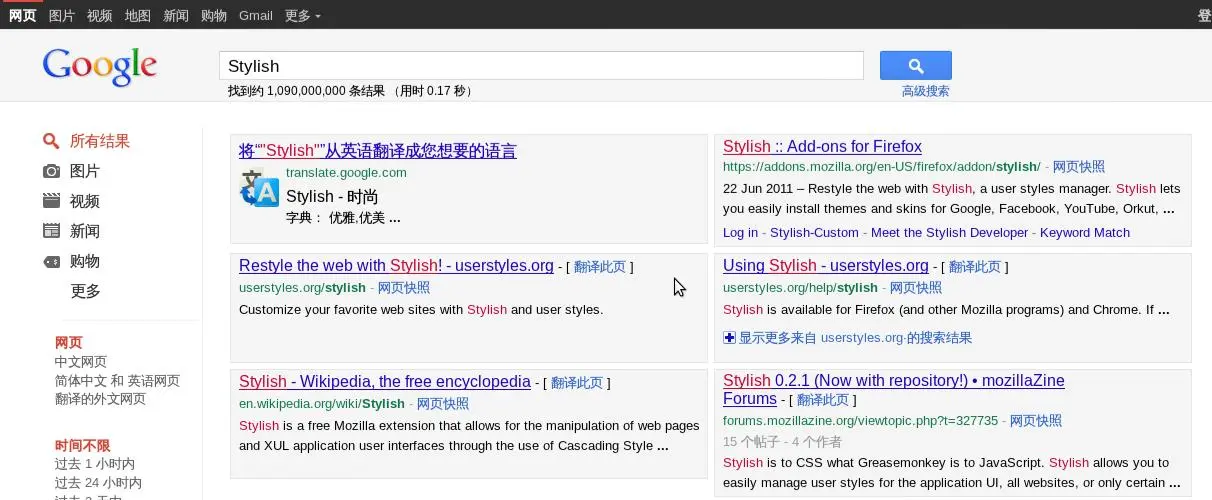 网页 图片 视频 地图 新闻 购物 Gmail 更多
Google
Stylish
找到约 1,090,000,000 条结果 （用时 0.17 秒）
高级搜索
所有结果
图片
视频
新闻
购物
更多
网页
中文网页
简体中文 和 英语网页
翻译的外文网页
时间不限
过去 1 小时内
过去 24 小时内
将“"Stylish"”从英语翻译成您想要的语言
translate.google.com
Stylish - 时尚
字典： 优雅,优美 ...
Stylish :: Add-ons for Firefox
https://addons.mozilla.org/en-US/firefox/addon/stylish/ - 网页快照
22 Jun 2011 – Restyle the web with Stylish, a user styles manager. Stylish lets
you easily install themes and skins for Google, Facebook, YouTube, Orkut, ...
Log in - Stylish-Custom - Meet the Stylish Developer - Keyword Match
Restyle the web with Stylish! - userstyles.org - [ 翻译此页 ]
userstyles.org/stylish - 网页快照
Customize your favorite web sites with Stylish and user styles.
Using Stylish - userstyles.org - [ 翻译此页 ]
userstyles.org/help/stylish - 网页快照
Stylish is available for Firefox (and other Mozilla programs) and Chrome. If ...
显示更多来自 userstyles.org·的搜索结果
Stylish - Wikipedia, the free encyclopedia - [ 翻译此页 ]
en.wikipedia.org/wiki/Stylish - 网页快照
Stylish is a free Mozilla extension that allows for the manipulation of web pages
and XUL application user interfaces through the use of Cascading Style ...
Stylish 0.2.1 (Now with repository!) • mozillaZine
Forums - [ 翻译此页 ]
forums.mozillazine.org/viewtopic.php?t=327735 - 网页快照
15 个帖子 - 4 个作者
Stylish is to CSS what Greasemonkey is to JavaScript. Stylish allows you to
easily manage user styles for the application UI, all websites, or only certain ...